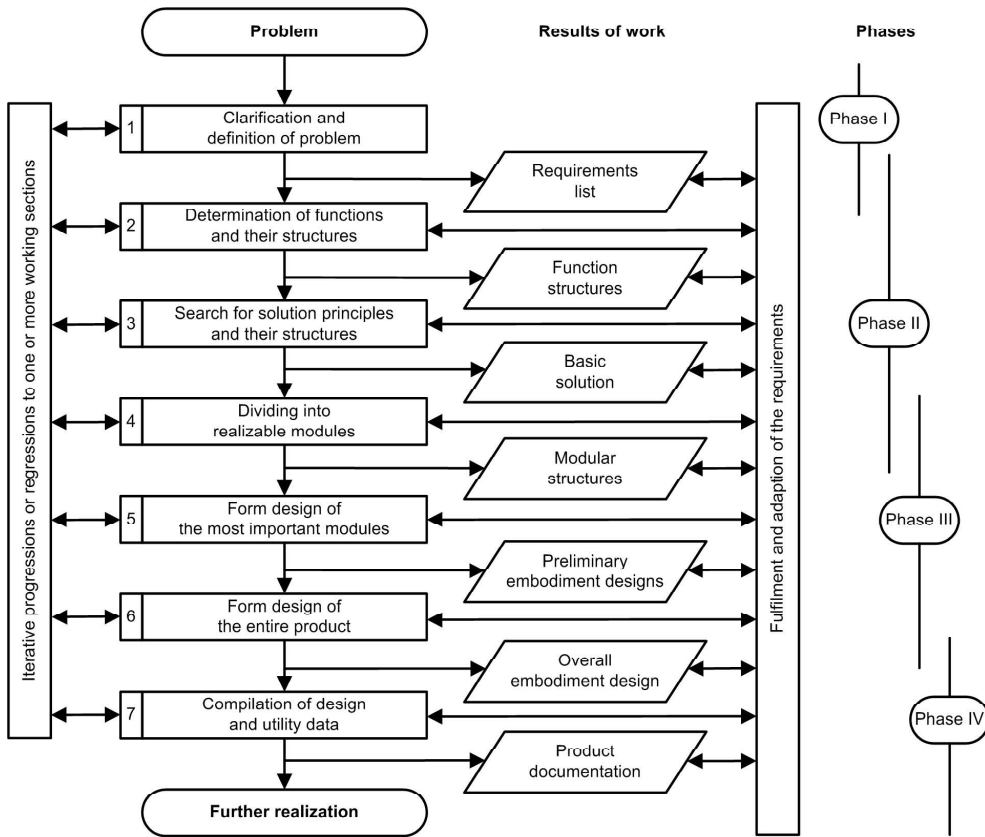 Problem
Results of work
Phases
Iterative progressions or regressions to one or more working sections
1
Clarification and
definition of problem
Phase I
Requirements
list
2
Determination of functions
and their structures
Function
structures
3
Search for solution principles
and their structures
Phase II
Basic
solution
4
Dividing into
realizable modules
Modular
structures
5
Form design of
the most important modules
Phase III
Preliminary
embodiment designs
6
Form design of
the entire product
Overall
embodiment design
7
Compilation of design
and utility data
Phase IV
Product
documentation
Further realization
Fulfilment and adaption of the requirements